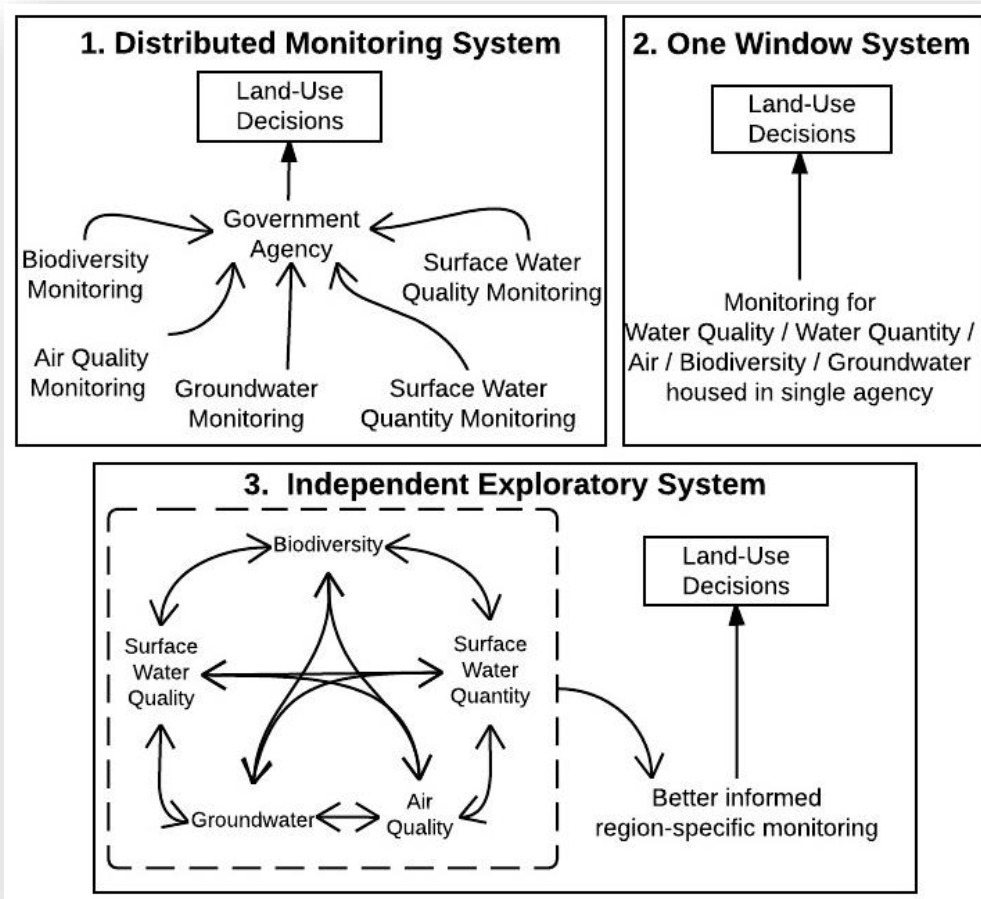 1. Distributed Monitoring System
Land-Use
Decisions
Government
Agency
Biodiversity
Monitoring
Surface Water
Quality Monitoring
Air Quality
Monitoring
Groundwater
Monitoring
Surface Water
Quantity Monitoring
2. One Window System
Land-Use
Decisions
Monitoring for
Water Quality / Water Quantity /
Air / Biodiversity / Groundwater
housed in single agency
3. Independent Exploratory System
Biodiversity
Surface
Water
Quality
Surface
Water
Quantity
Groundwater
Air
Quality
Land-Use
Decisions
Better informed
region-specific monitoring